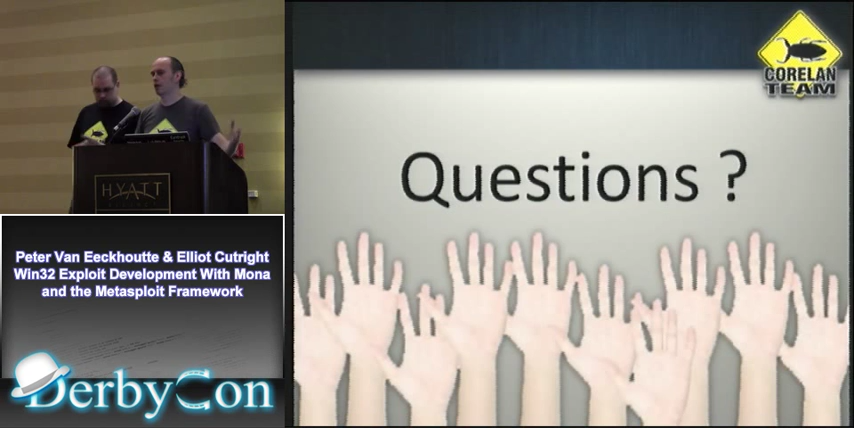 CORELAN
TEAM
Questions ?
HYATT
Peter Van Eeckhoutte & Elliot Cutright
Win32 Exploit Development With Mona
and the Metasploit Framework
DerbyCon